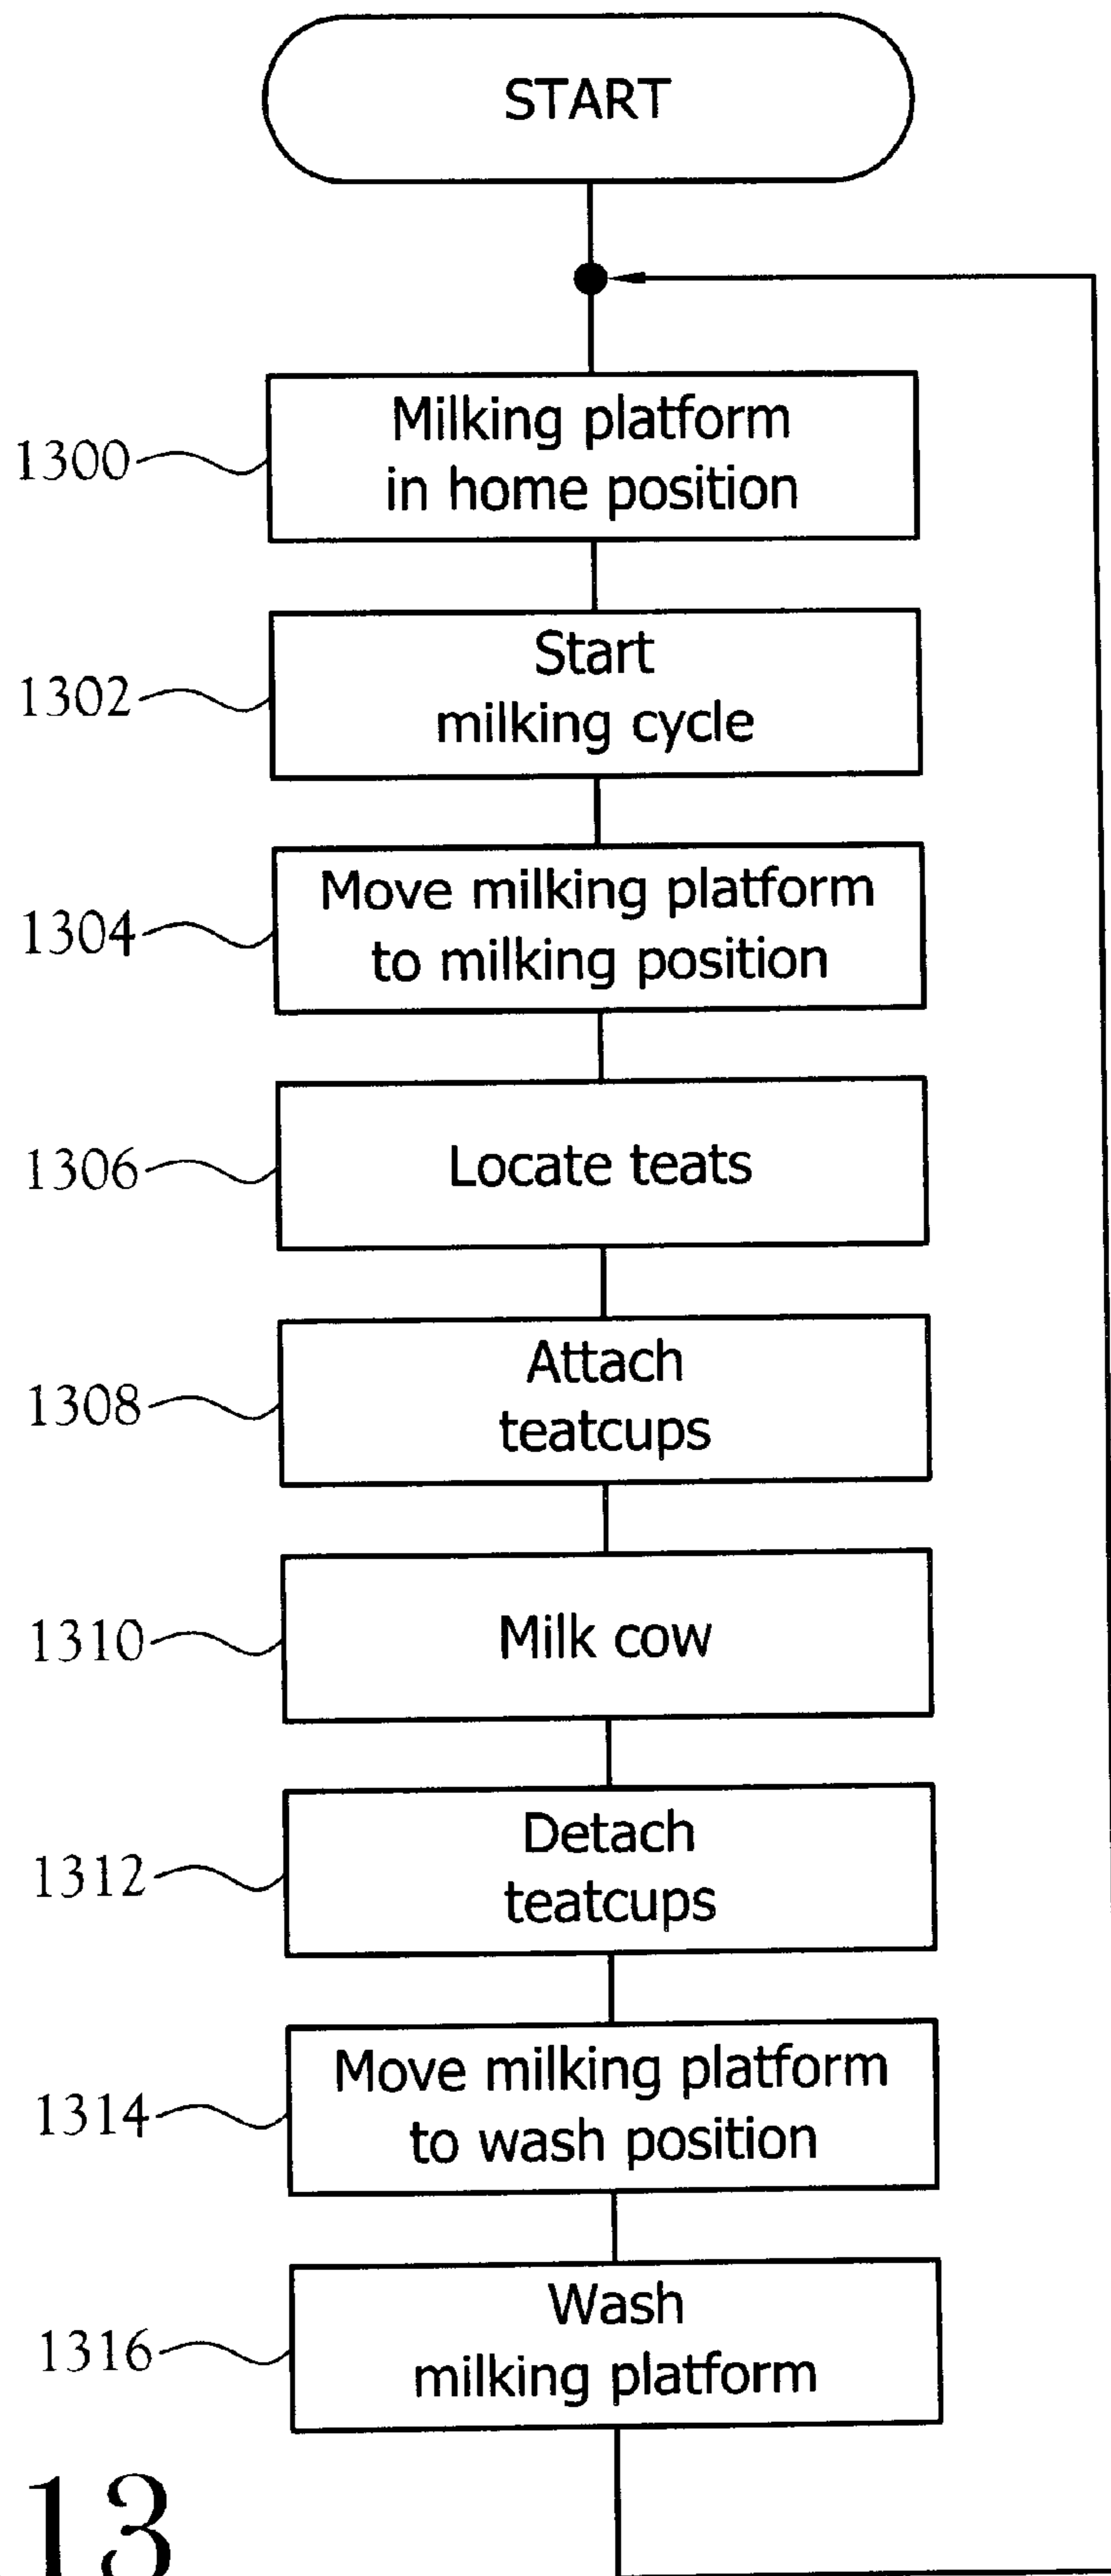 START
1300
Milking platform
in home position
1302
Start
milking cycle
1304
Move milking platform
to milking position
1306
Locate teats
1308
Attach
teatcups
1310
Milk cow
1312
Detach
teatcups
1314
Move milking platform
to wash position
1316
Wash
milking platform
13